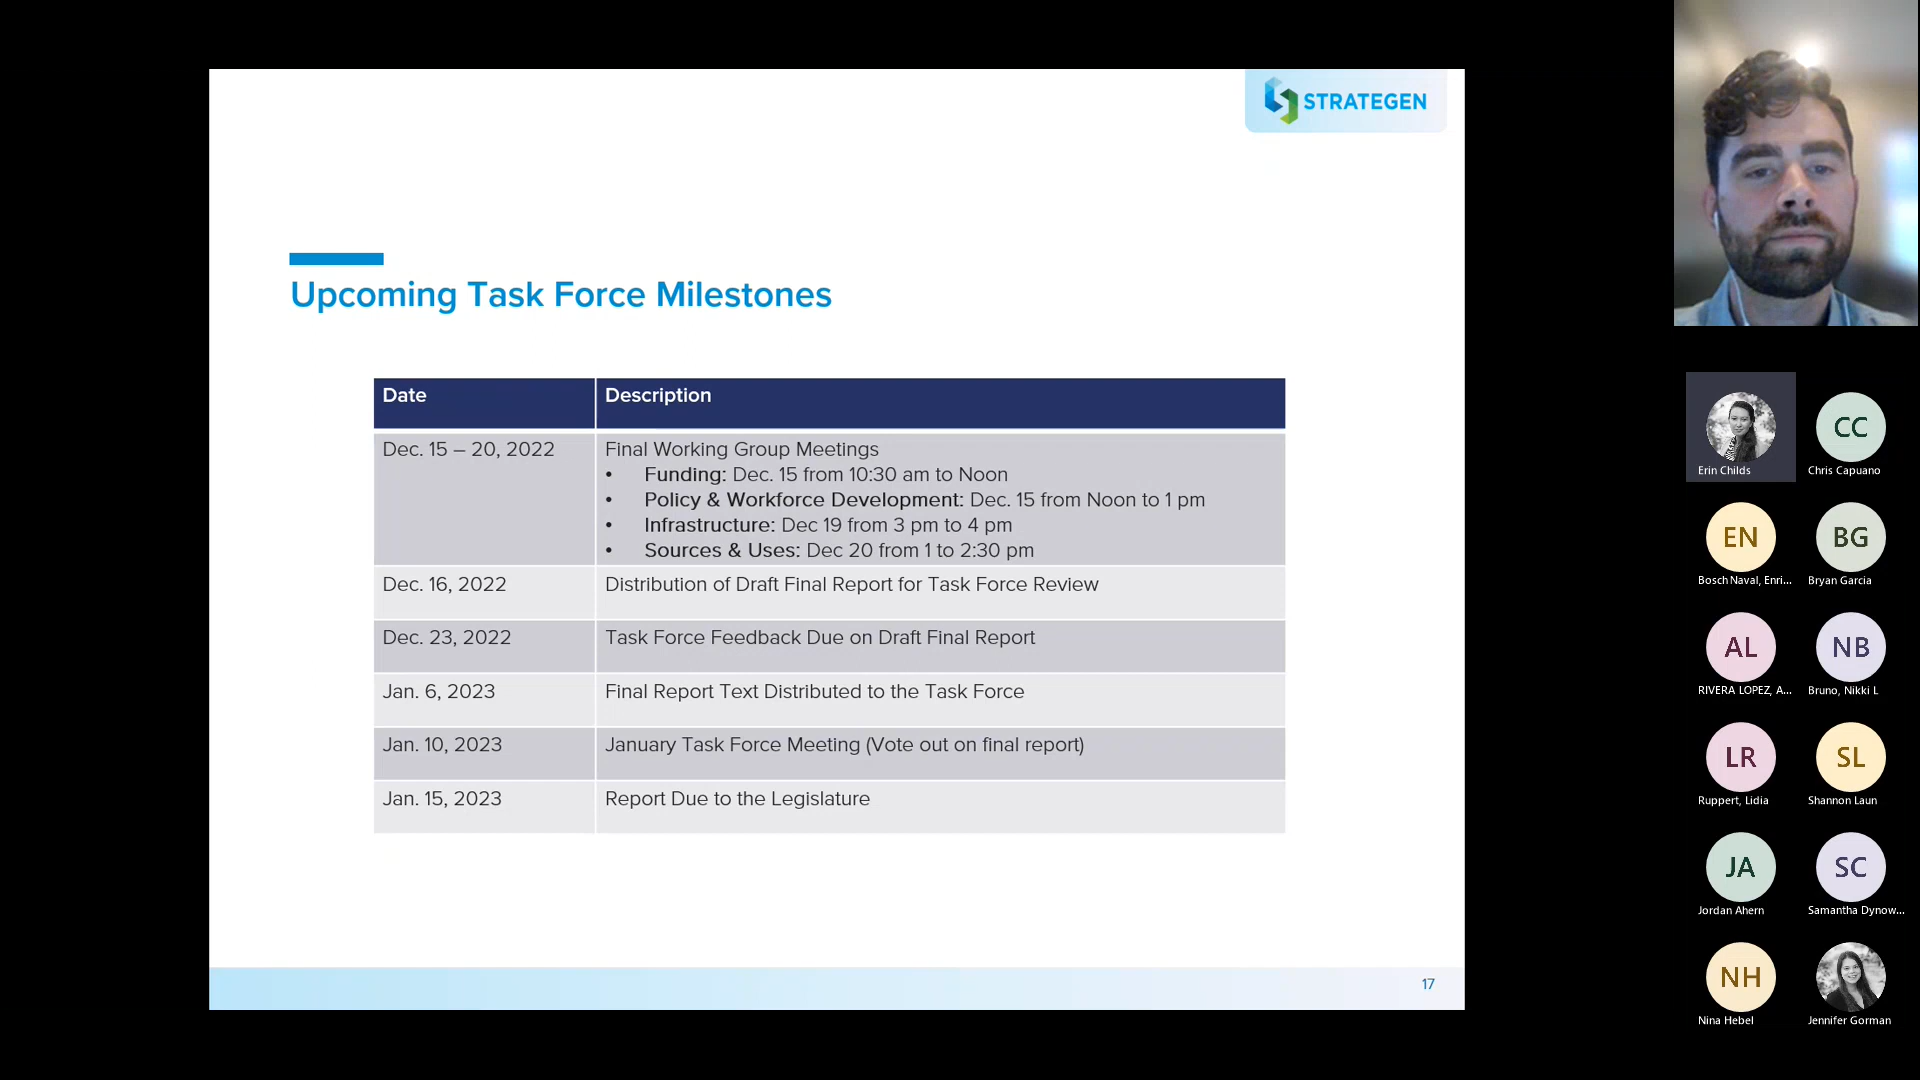 STRATEGEN
Upcoming Task Force Milestones
Date Description
Dec. 15 – 20, 2022 Final Working Group Meetings
• Funding: Dec. 15 from 10:30 am to Noon
• Policy & Workforce Development: Dec. 15 from Noon to 1 pm
• Infrastructure: Dec 19 from 3 pm to 4 pm
• Sources & Uses: Dec 20 from 1 to 2:30 pm
Dec. 16, 2022 Distribution of Draft Final Report for Task Force Review
Dec. 23, 2022 Task Force Feedback Due on Draft Final Report
Jan. 6, 2023 Final Report Text Distributed to the Task Force
Jan. 10, 2023 January Task Force Meeting (Vote out on final report)
Jan. 15, 2023 Report Due to the Legislature
17
CC
Erin Childs Chris Capuano
EN BG
Bosch Naval, Enri... Bryan Garcia
AL NB
RIVERA LOPEZ, A... Bruno, Nikki L
LR SL
Ruppert, Lidia Shannon Laun
JA SC
Jordan Ahern Samantha Dynow...
NH
Nina Hebel Jennifer Gorman